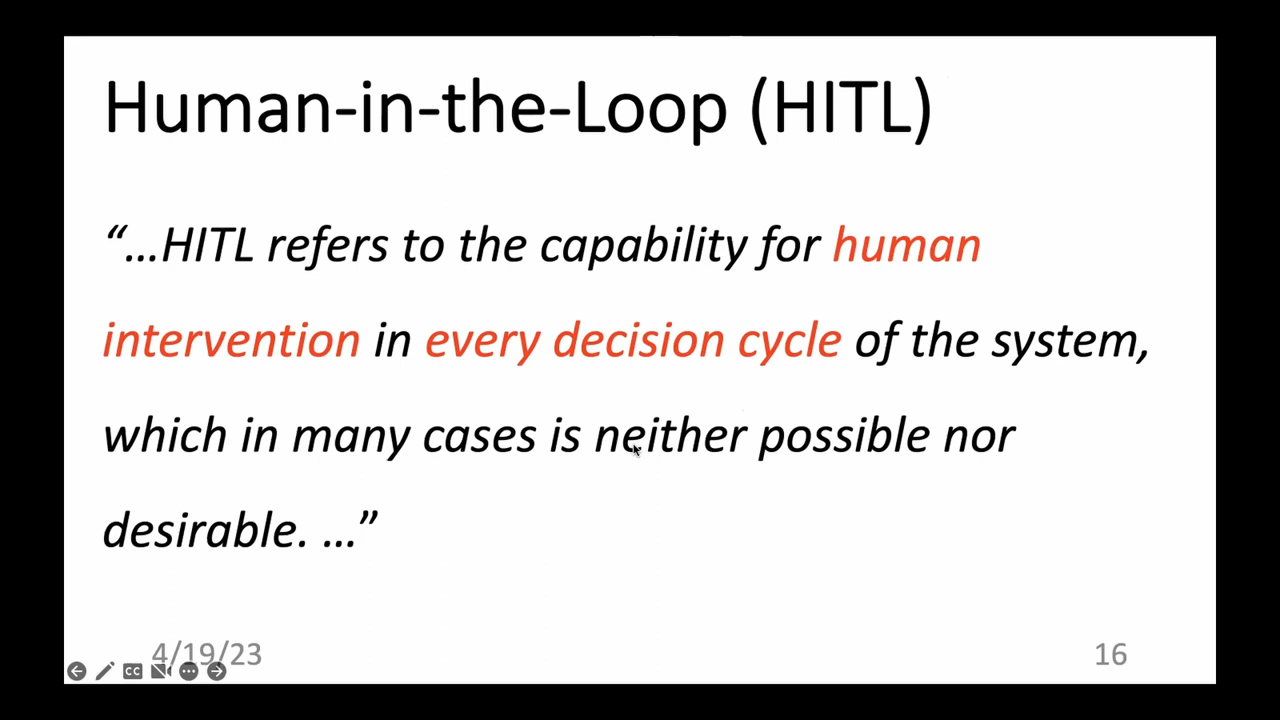 Human-in-the-Loop (HITL)
“…HITL refers to the capability for human
intervention in every decision cycle of the system,
which in many cases is neither possible nor
desirable. …”
4/19/23
16
CC